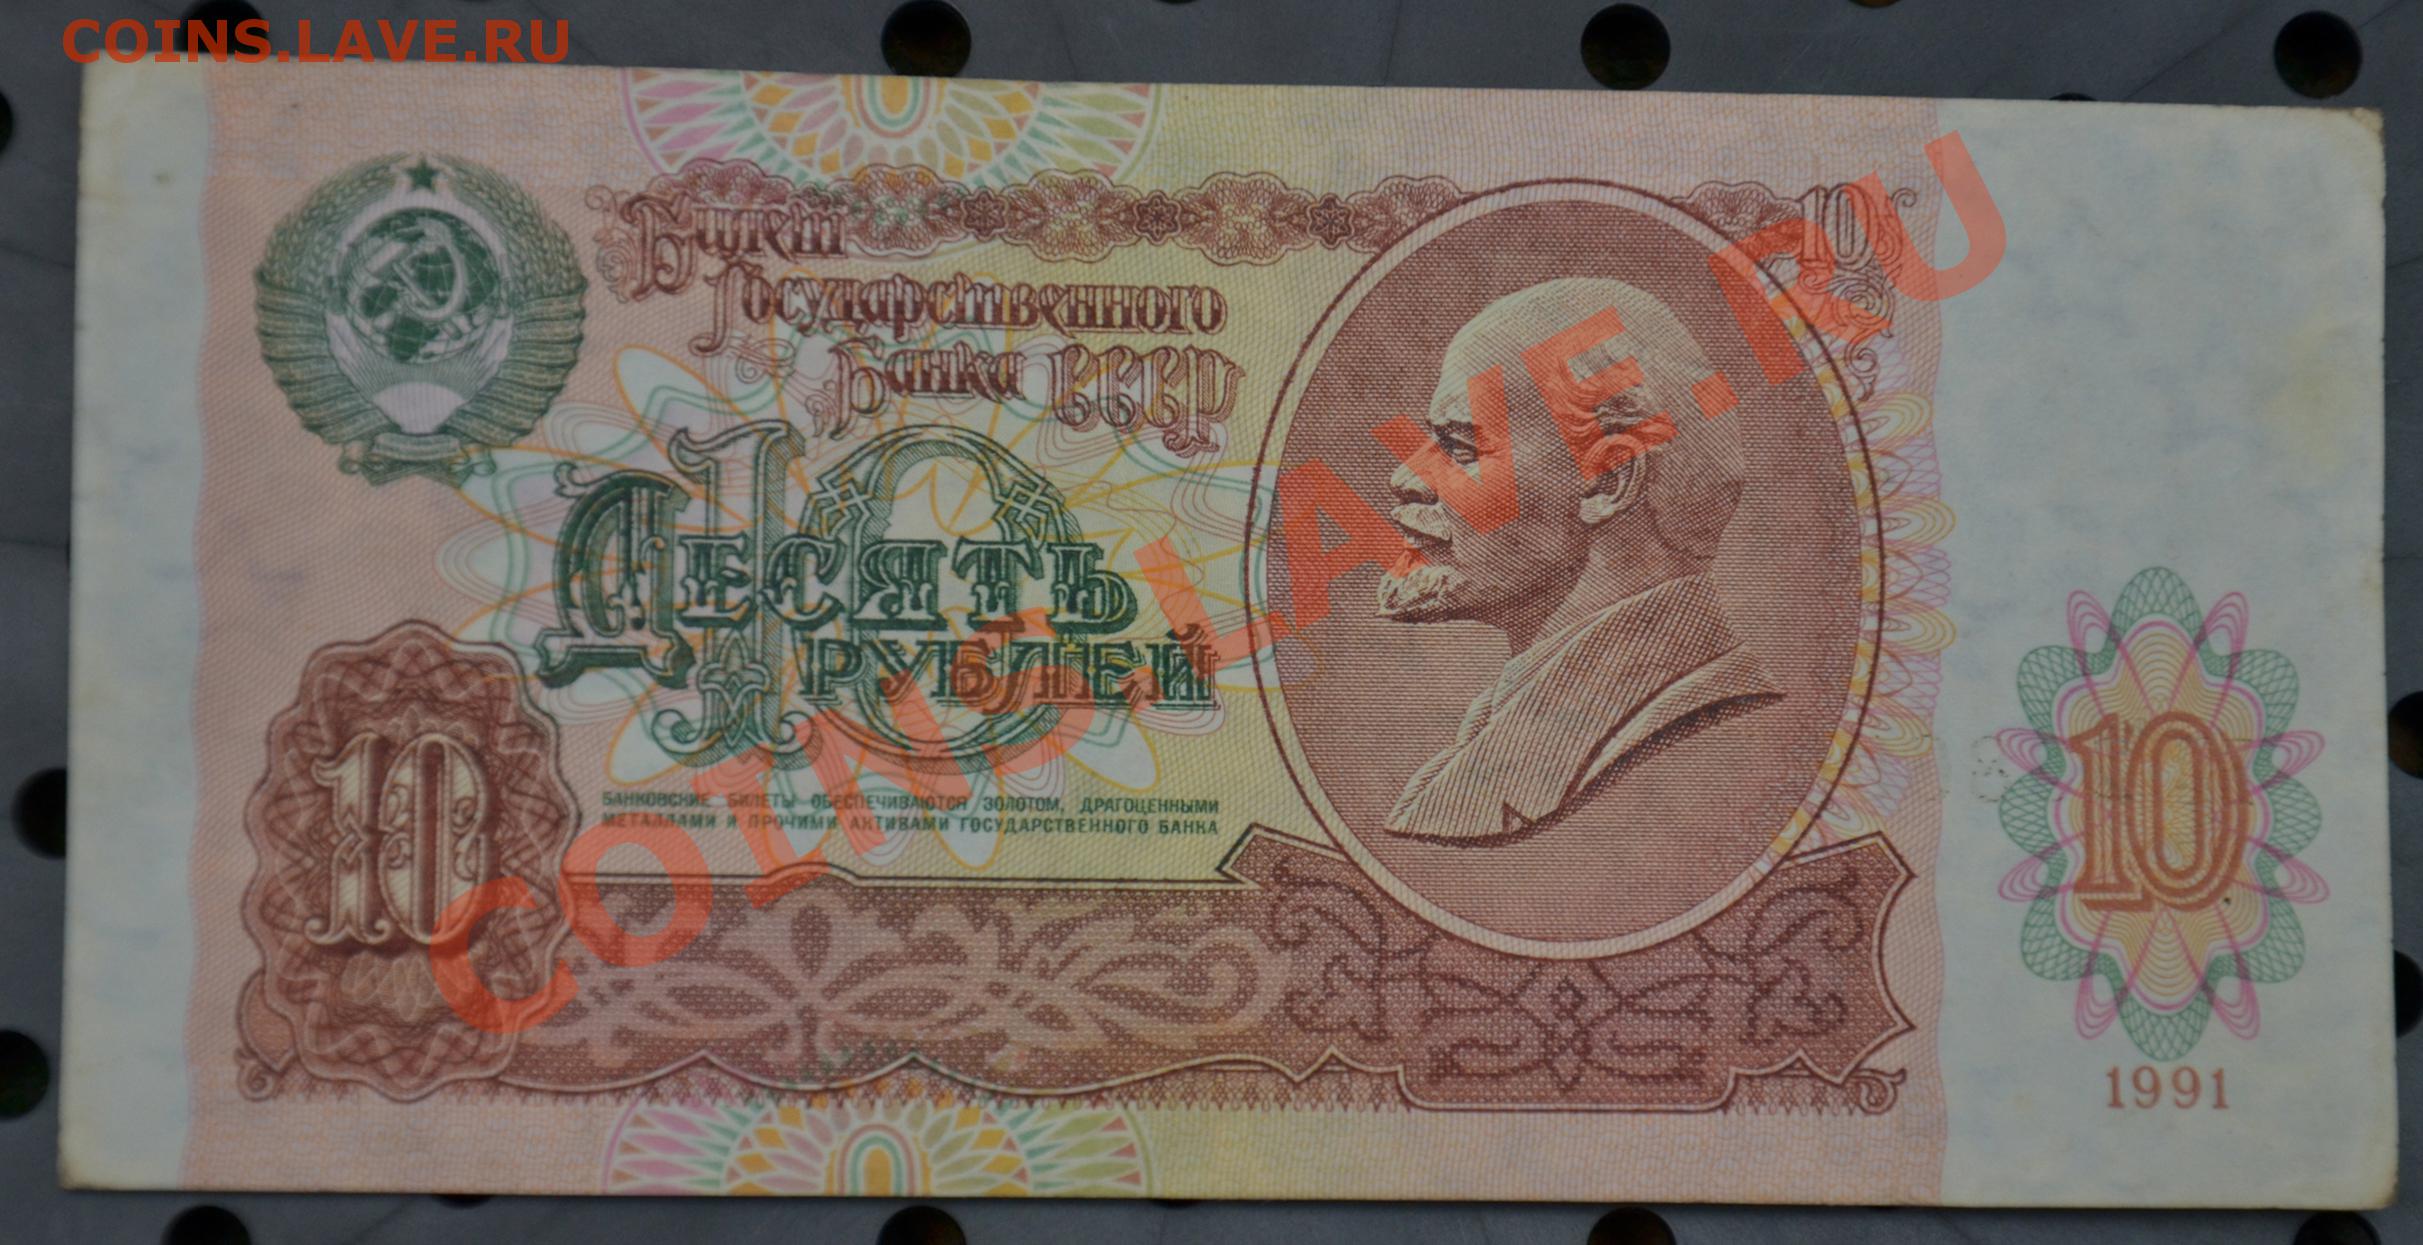 COINS.LAVE.RU
Билет
Государственного
Банка СССР
10
10
Десять
рублей
БАНКОВСКИЕ БИЛЕТЫ ОБЕСПЕЧИВАЮТСЯ ЗОЛОТОМ, ДРАГОЦЕННЫМИ
МЕТАЛЛАМИ И ПРОЧИМИ АКТИВАМИ ГОСУДАРСТВЕННОГО БАНКА
10
10
1991
COINS.LAVE.RU